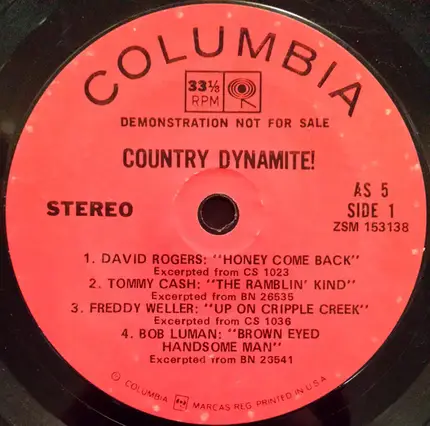 COLUMBIA
33⅓
RPM
DEMONSTRATION NOT FOR SALE
COUNTRY DYNAMITE!
STEREO
AS 5
SIDE 1
ZSM 153138
1. DAVID ROGERS: "HONEY COME BACK"
Excerpted from CS 1023
2. TOMMY CASH: "THE RAMBLIN' KIND"
Excerpted from BN 26535
3. FREDDY WELLER: "UP ON CRIPPLE CREEK"
Excerpted from CS 1036
4. BOB LUMAN: "BROWN EYED
HANDSOME MAN"
Excerpted from BN 23541
© COLUMBIA MARCAS REG. PRINTED IN U.S.A.